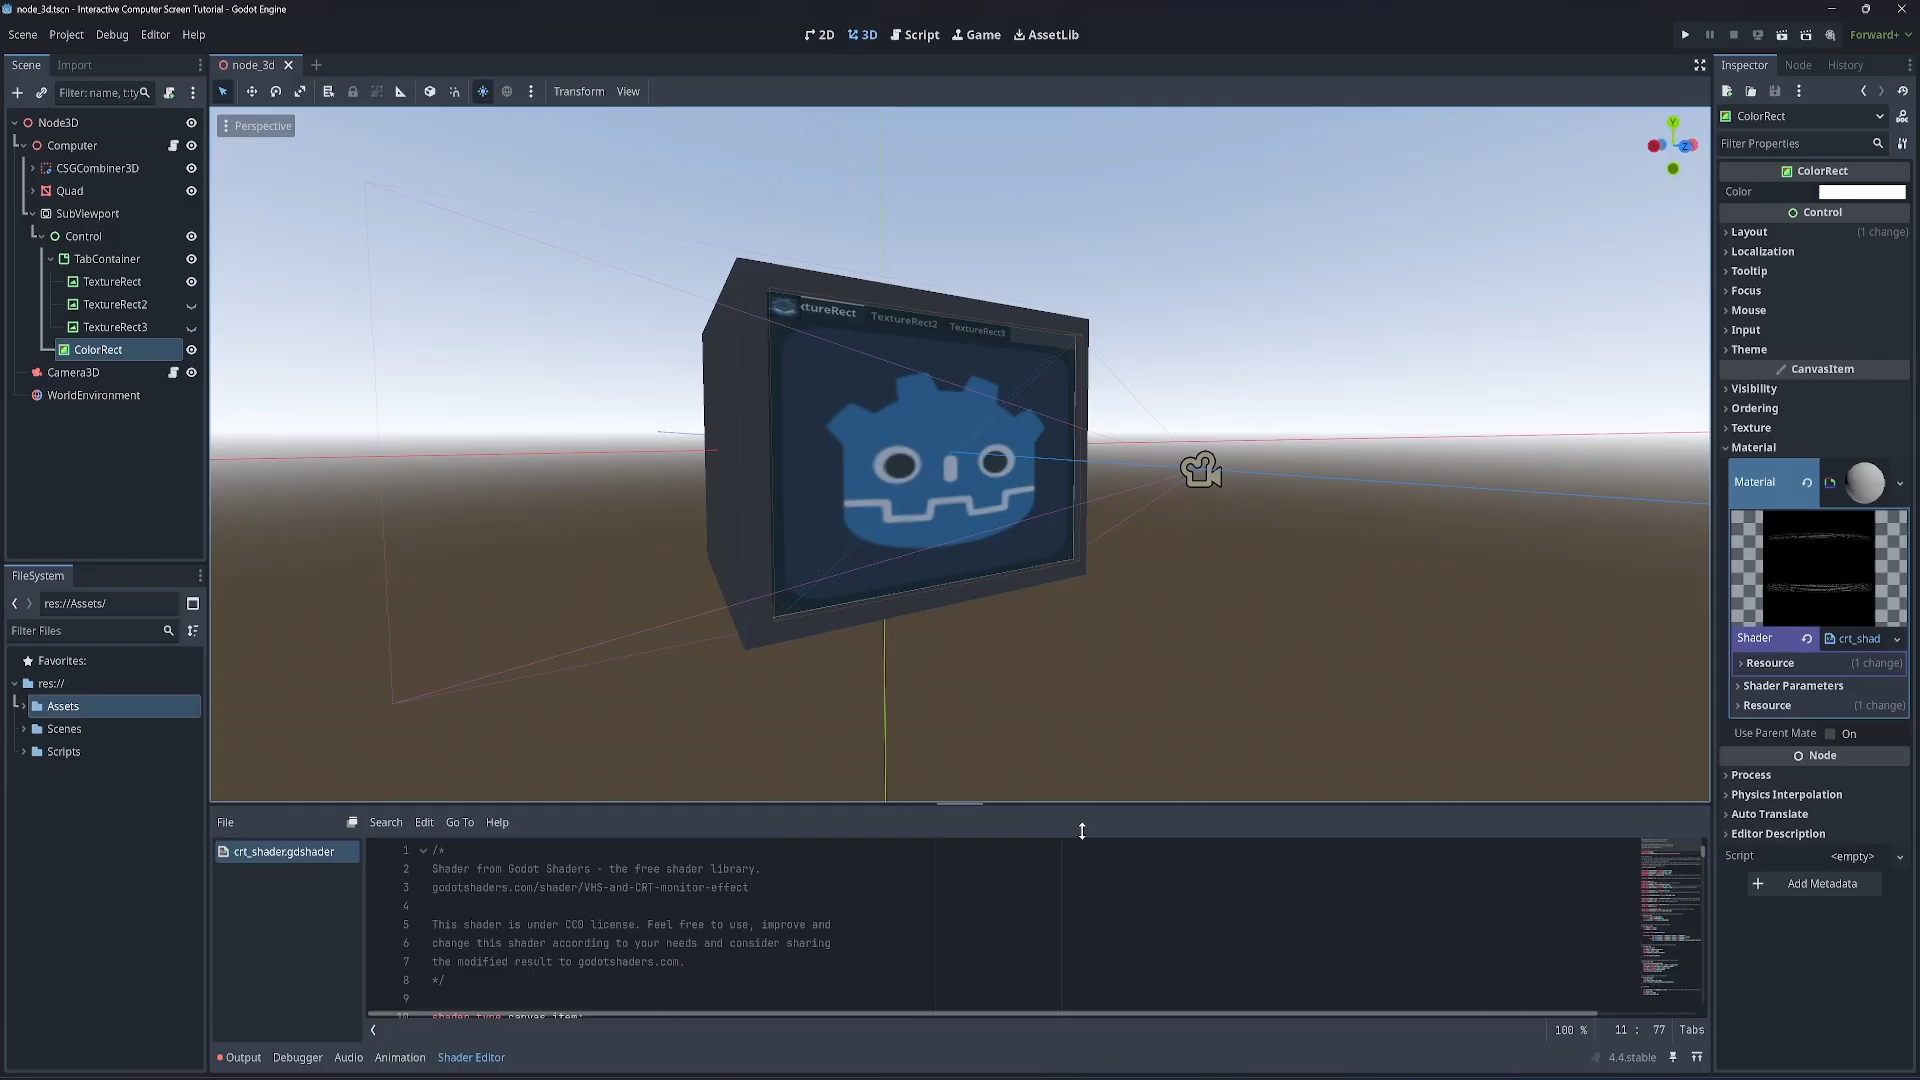 node_3d.tscn - Interactive Computer Screen Tutorial - Godot Engine
Scene Project Debug Editor Help
2D 3D Script Game AssetLib
Forward+
Scene Import
Filter: name, t:ty
Node3D
Computer
CSGCombiner3D
Quad
SubViewport
Control
TabContainer
TextureRect
TextureRect2
TextureRect3
ColorRect
Camera3D
WorldEnvironment
FileSystem
res://Assets/
Filter Files
Favorites:
res://
Assets
Scenes
Scripts
node_3d
Transform View
Perspective
Y
Z
xtureRect TextureRect2 TextureRect3
File Search Edit Go To Help
crt_shader.gdshader
1 /*
2 Shader from Godot Shaders - the free shader library.
3 godotshaders.com/shader/VHS-and-CRT-monitor-effect
4
5 This shader is under CC0 license. Feel free to use, improve and
6 change this shader according to your needs and consider sharing
7 the modified result to godotshaders.com.
8 */
9
10 shader_type canvas_item;
100 % 11 : 77 Tabs
Output Debugger Audio Animation Shader Editor
4.4.stable
Inspector Node History
ColorRect
Filter Properties
ColorRect
Color
Control
Layout (1 change)
Localization
Tooltip
Focus
Mouse
Input
Theme
CanvasItem
Visibility
Ordering
Texture
Material
Material
Shader crt_shad
Resource (1 change)
Shader Parameters
Resource (1 change)
Use Parent Mate On
Node
Process
Physics Interpolation
Auto Translate
Editor Description
Script <empty>
Add Metadata